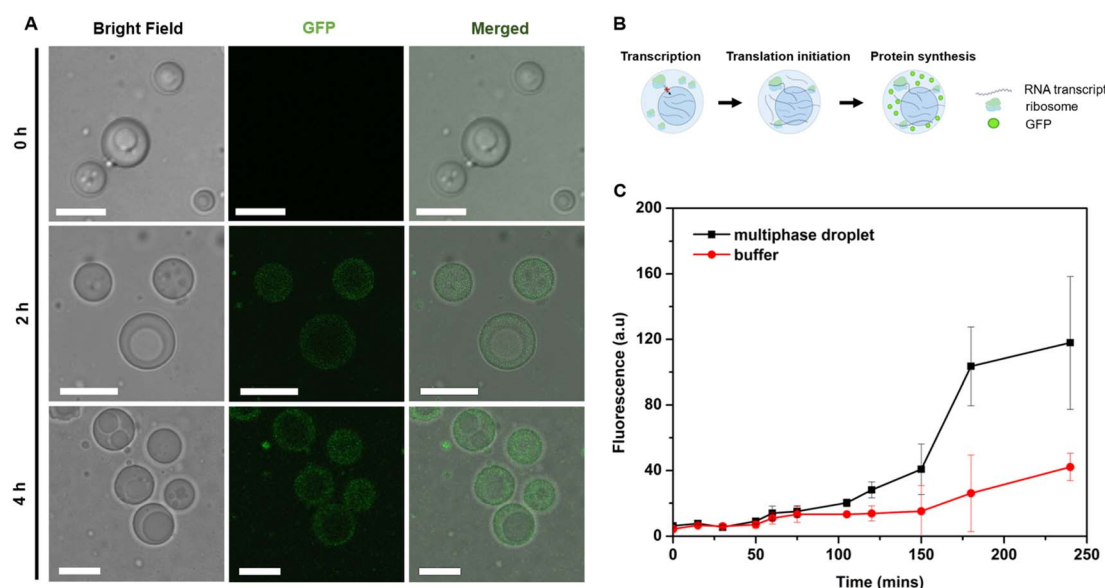 A
Bright Field
GFP
Merged
0 h
2 h
4 h
B
Transcription
Translation initiation
Protein synthesis
RNA transcript
ribosome
GFP
C
200
160
120
80
40
0
multiphase droplet
buffer
Fluorescence (a.u)
0
50
100
150
200
250
Time (mins)